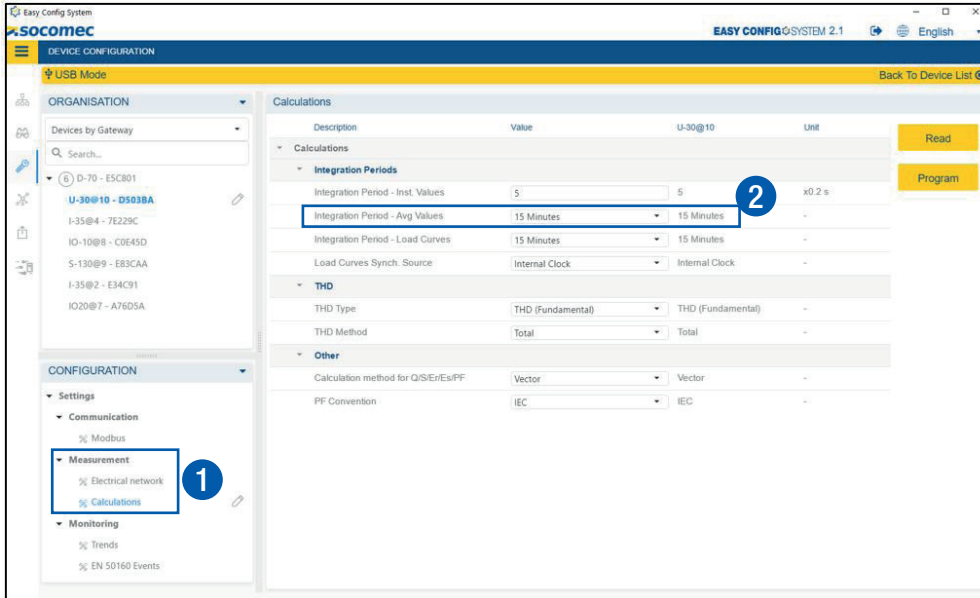 Easy Config System
socomec
EASY CONFIG SYSTEM 2.1
English
DEVICE CONFIGURATION
USB Mode
Back To Device List
ORGANISATION
Devices by Gateway
Search...
6 D-70 - E5C801
U-30@10 - D503BA
I-35@4 - 7E229C
IO-10@8 - C0E45D
S-130@9 - E83CAA
I-35@2 - E34C91
IO20@7 - A76D5A
CONFIGURATION
Settings
Communication
Modbus
Measurement
Electrical network
Calculations
1
Monitoring
Trends
EN 50160 Events
Calculations
Description Value U-30@10 Unit
Calculations
Integration Periods
Integration Period - Inst. Values 5 5 x0.2 s
2
Integration Period - Avg Values 15 Minutes 15 Minutes -
Integration Period - Load Curves 15 Minutes 15 Minutes -
Load Curves Synch. Source Internal Clock Internal Clock -
THD
THD Type THD (Fundamental) THD (Fundamental) -
THD Method Total Total -
Other
Calculation method for Q/S/Er/Es/PF Vector Vector -
PF Convention IEC IEC -
Read
Program